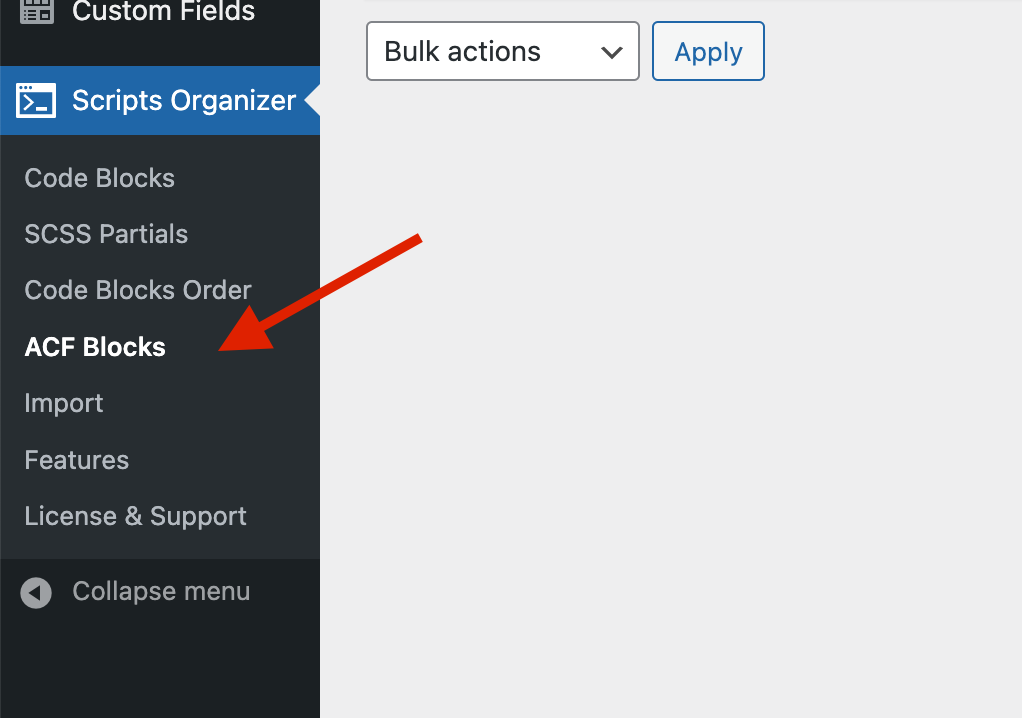 Custom Fields
Bulk actions
Apply
Scripts Organizer
Code Blocks
SCSS Partials
Code Blocks Order
ACF Blocks
Import
Features
License & Support
Collapse menu